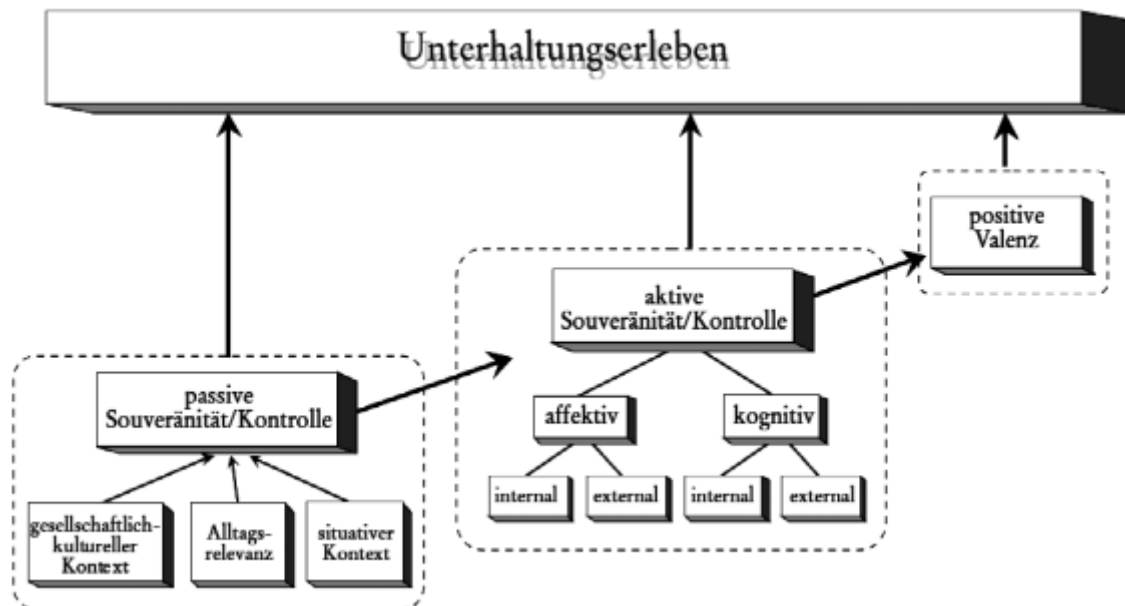 Unterhaltungserleben
positive
Valenz
aktive
Souveränität/Kontrolle
passive
Souveränität/Kontrolle
affektiv
kognitiv
internal
external
internal
external
gesellschaftlich-
kultureller
Kontext
Alltags-
relevanz
situativer
Kontext